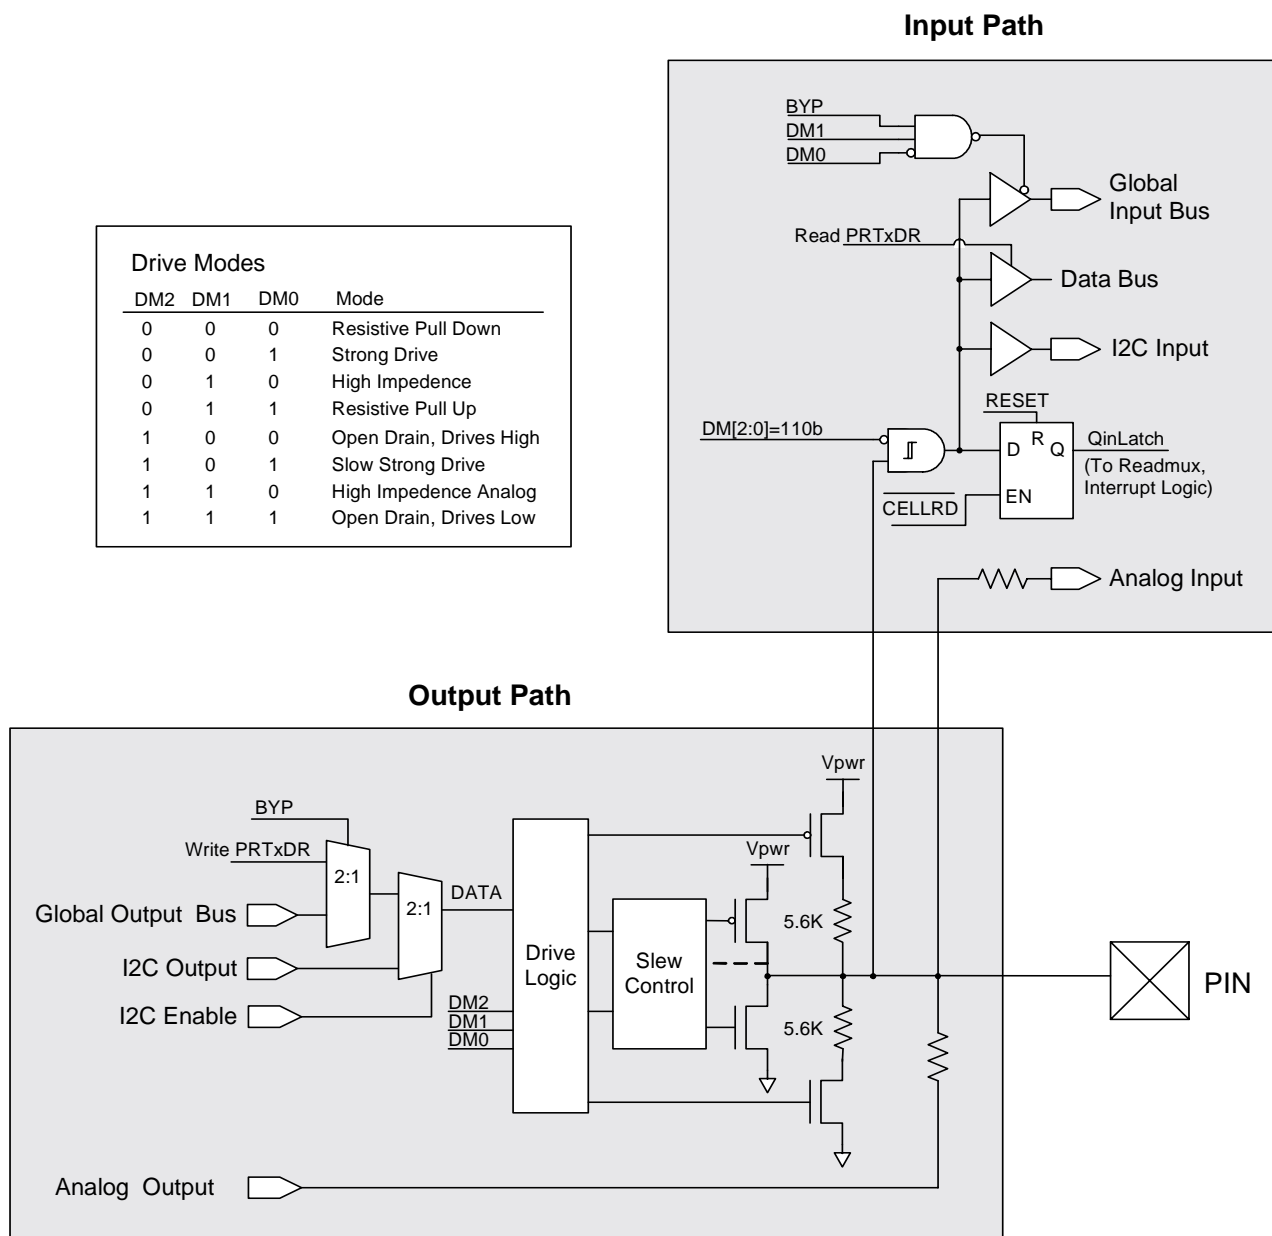 Input Path
BYP
DM1
DM0
Global
Input Bus
Read PRTxDR
Data Bus
I2C Input
RESET
DM[2:0]=110b
R
D
Q
QinLatch
(To Readmux,
Interrupt Logic)
EN
CELLRD
Analog Input
Drive Modes
DM2 DM1 DM0 Mode
0 0 0 Resistive Pull Down
0 0 1 Strong Drive
0 1 0 High Impedence
0 1 1 Resistive Pull Up
1 0 0 Open Drain, Drives High
1 0 1 Slow Strong Drive
1 1 0 High Impedence Analog
1 1 1 Open Drain, Drives Low
Output Path
Vpwr
BYP
Write PRTxDR
Vpwr
2:1
DATA
2:1
Global Output Bus
5.6K
I2C Output
Drive
Logic
Slew
Control
PIN
I2C Enable
DM2
DM1
DM0
5.6K
Analog Output